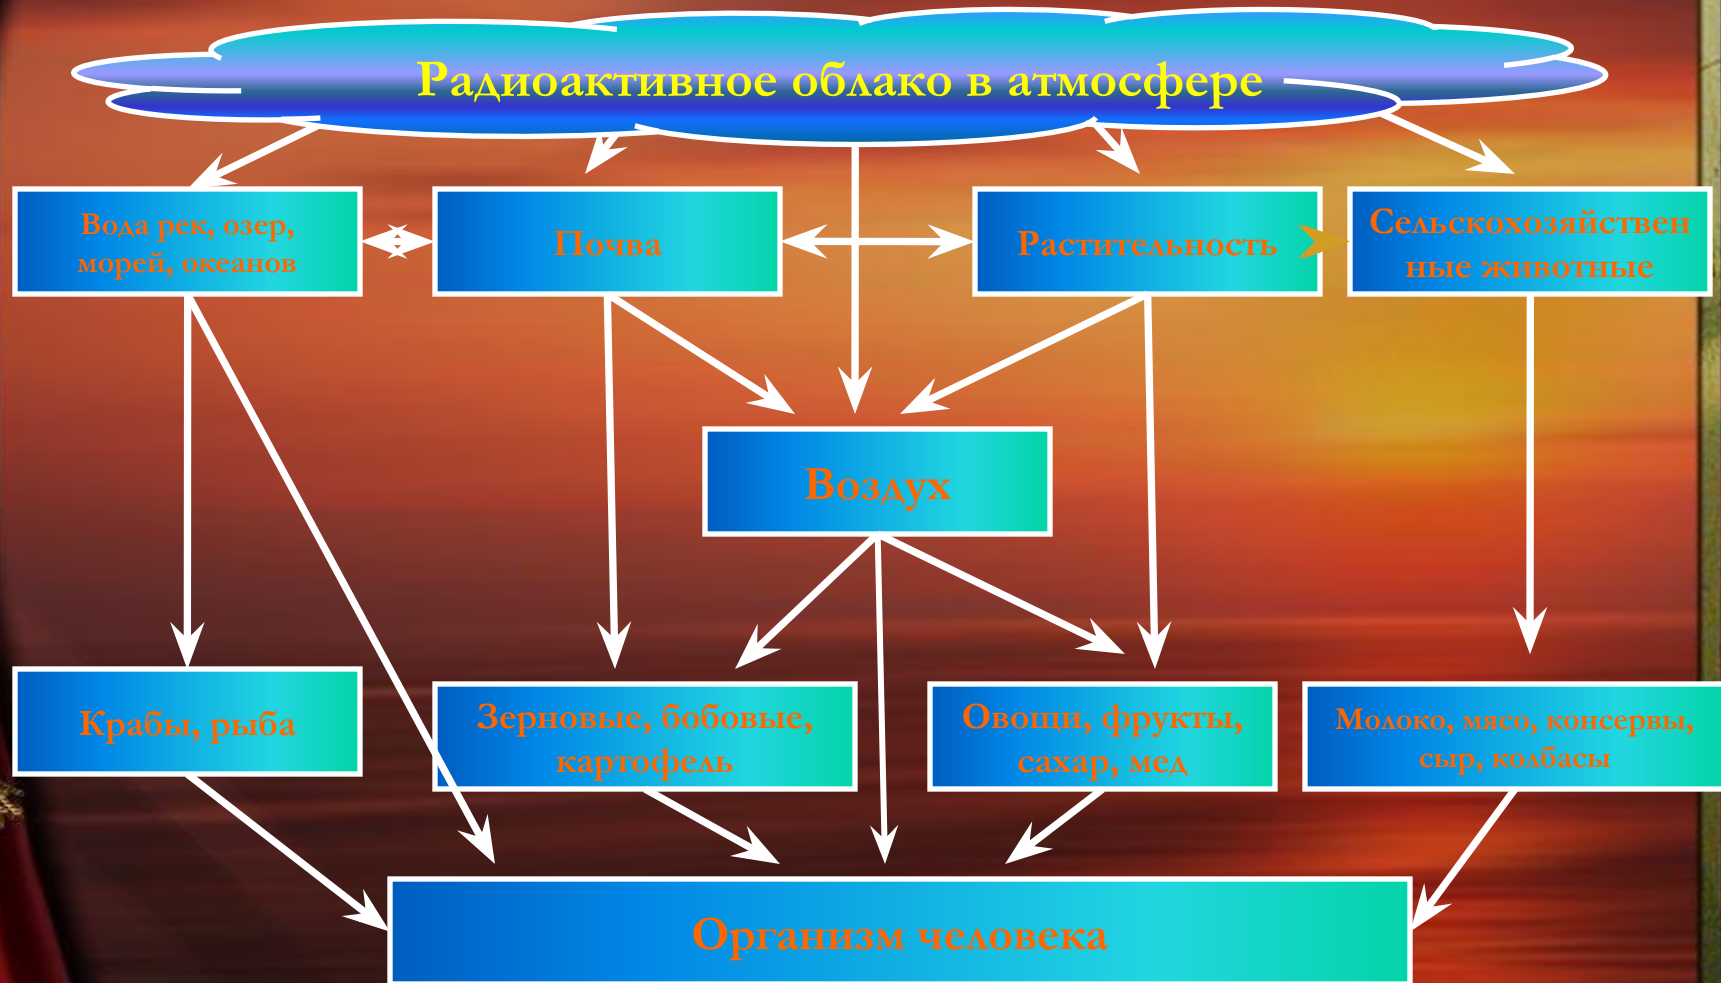 Радиоактивное облако в атмосфере
Вода рек, озер,
морей, океанов
Почва
Растительность
Сельскохозяйствен
ные животные
Воздух
Крабы, рыба
Зерновые, бобовые,
картофель
Овощи, фрукты,
сахар, мед
Молоко, мясо, консервы,
сыр, колбасы
Организм человека